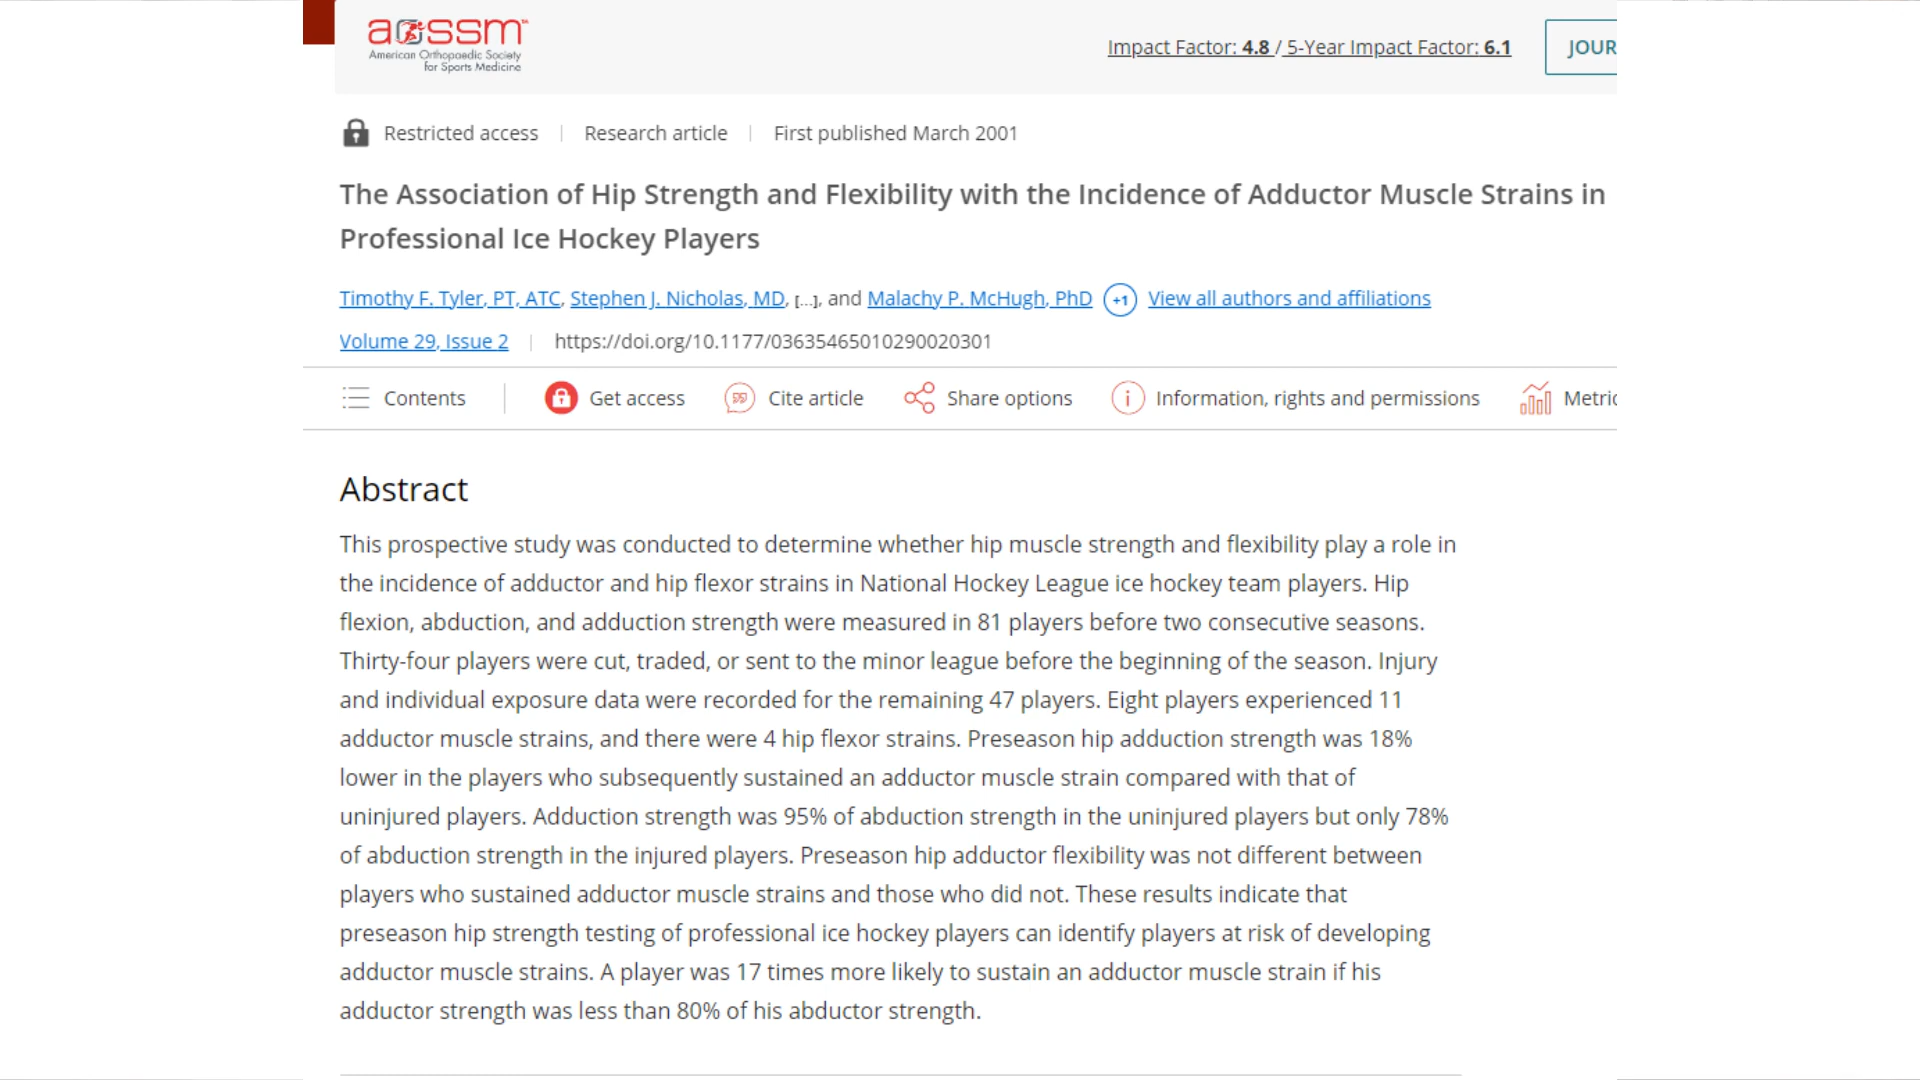 aossm
American Orthopaedic Society
for Sports Medicine
Impact Factor: 4.8 / 5-Year Impact Factor: 6.1
JOUR
Restricted access | Research article | First published March 2001
The Association of Hip Strength and Flexibility with the Incidence of Adductor Muscle Strains in
Professional Ice Hockey Players
Timothy F. Tyler, PT, ATC, Stephen J. Nicholas, MD, [...], and Malachy P. McHugh, PhD +1 View all authors and affiliations
Volume 29, Issue 2 | https://doi.org/10.1177/03635465010290020301
Contents | Get access Cite article Share options Information, rights and permissions Metric
Abstract
This prospective study was conducted to determine whether hip muscle strength and flexibility play a role in
the incidence of adductor and hip flexor strains in National Hockey League ice hockey team players. Hip
flexion, abduction, and adduction strength were measured in 81 players before two consecutive seasons.
Thirty-four players were cut, traded, or sent to the minor league before the beginning of the season. Injury
and individual exposure data were recorded for the remaining 47 players. Eight players experienced 11
adductor muscle strains, and there were 4 hip flexor strains. Preseason hip adduction strength was 18%
lower in the players who subsequently sustained an adductor muscle strain compared with that of
uninjured players. Adduction strength was 95% of abduction strength in the uninjured players but only 78%
of abduction strength in the injured players. Preseason hip adductor flexibility was not different between
players who sustained adductor muscle strains and those who did not. These results indicate that
preseason hip strength testing of professional ice hockey players can identify players at risk of developing
adductor muscle strains. A player was 17 times more likely to sustain an adductor muscle strain if his
adductor strength was less than 80% of his abductor strength.